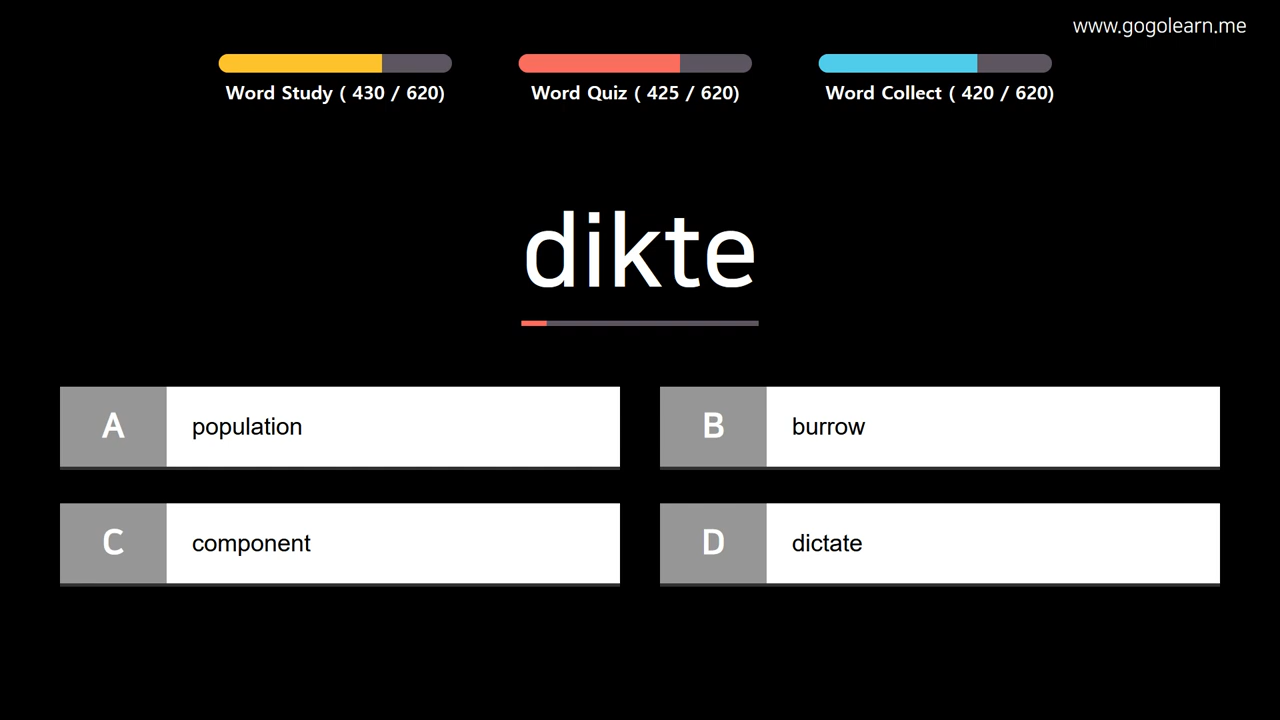 www.gogolearn.me
Word Study ( 430 / 620)
Word Quiz ( 425 / 620)
Word Collect ( 420 / 620)
dikte
A population
B burrow
C component
D dictate